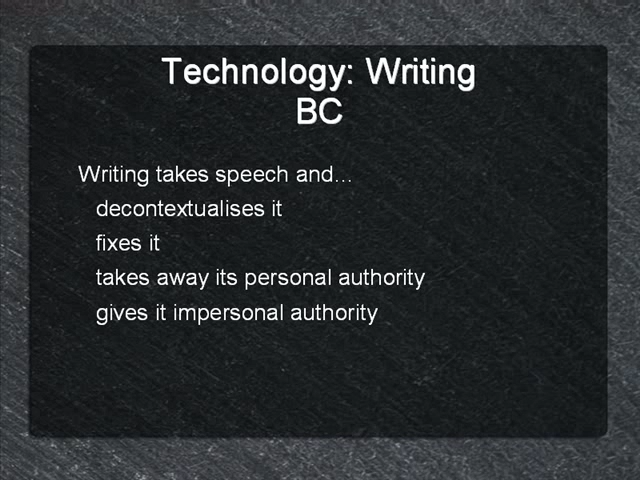 Technology: Writing
BC
Writing takes speech and...
decontextualises it
fixes it
takes away its personal authority
gives it impersonal authority